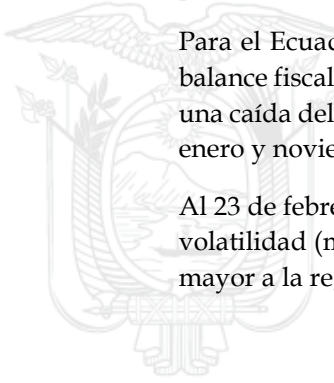 Para el Ecuad
balance fiscal
una caída del
enero y novie
Al 23 de febre
volatilidad (n
mayor a la re